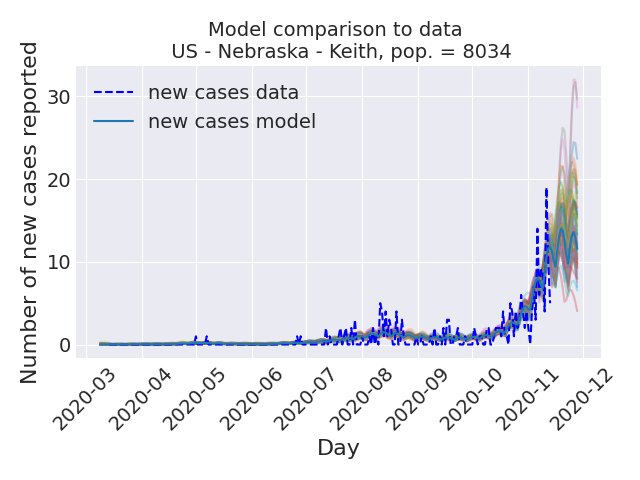 Model comparison to data
US - Nebraska - Keith, pop. = 8034
Number of new cases reported
30
20
10
0
new cases data
new cases model
2020-03
2020-04
2020-05
2020-06
2020-07
2020-08
2020-09
2020-10
2020-11
2020-12
Day